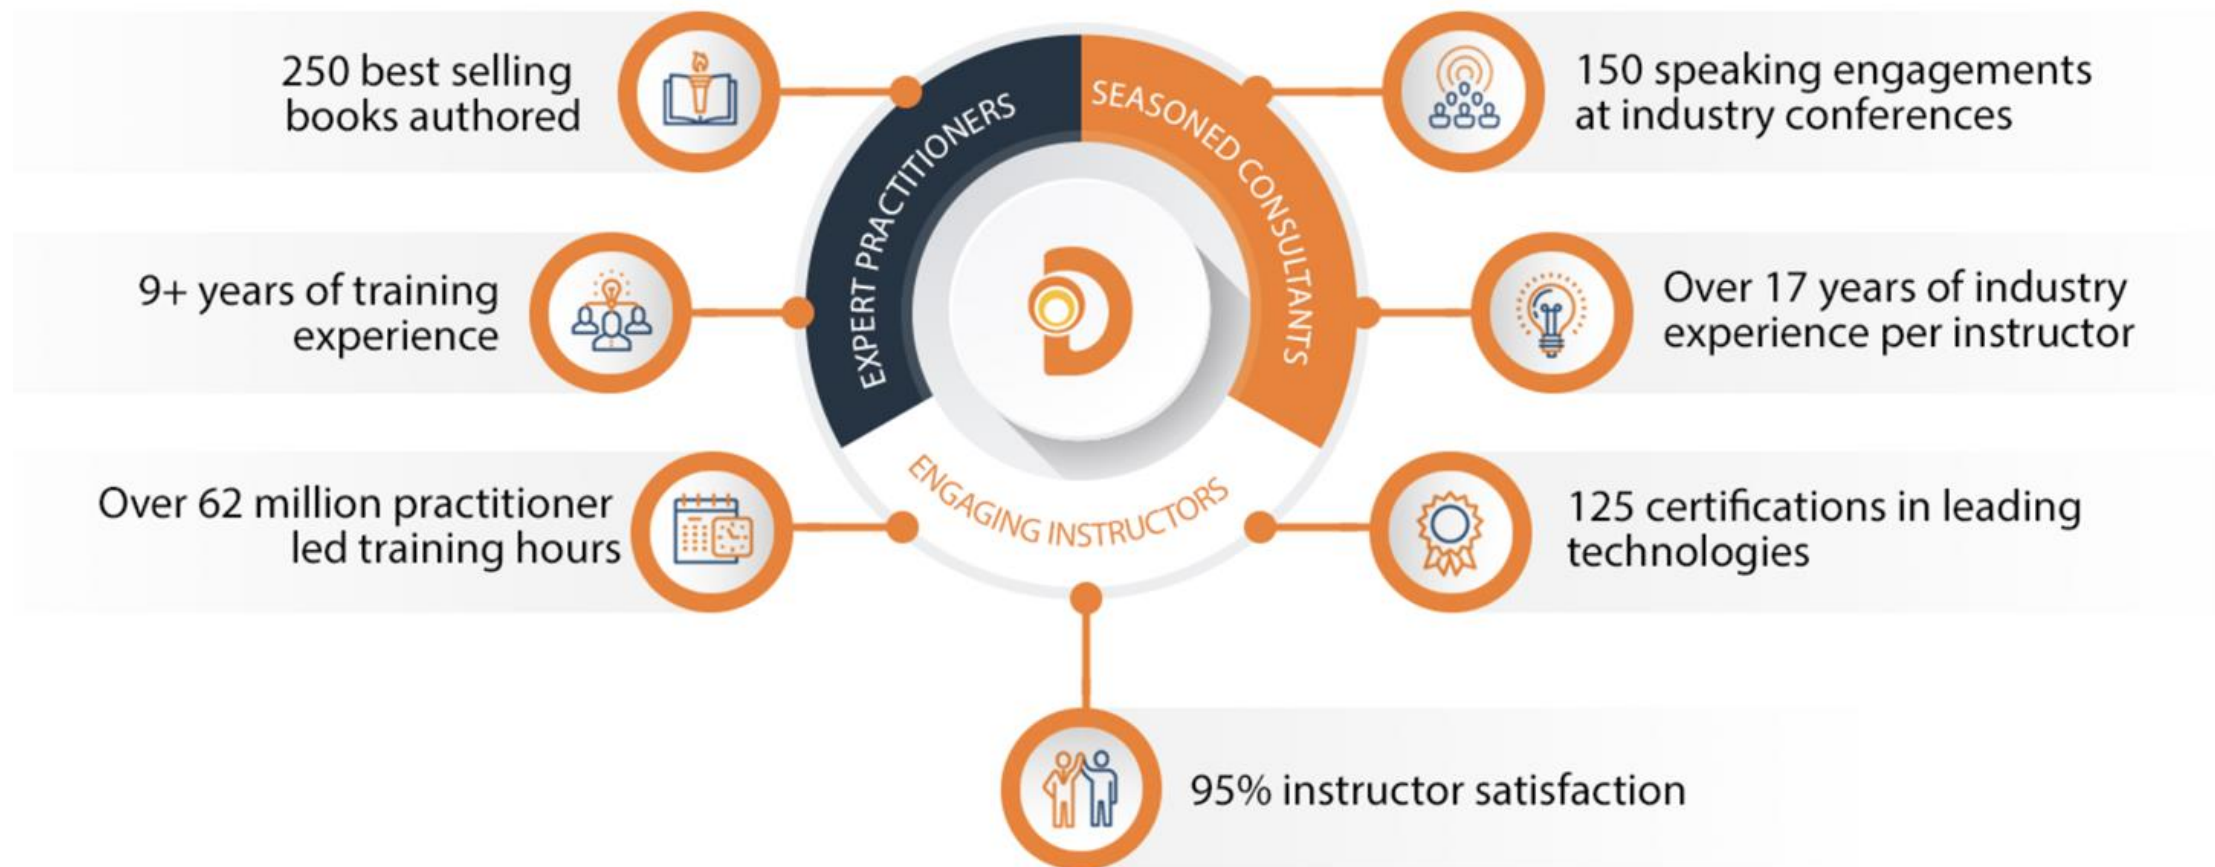 250 best selling
books authored
9+ years of training
experience
Over 62 million practitioner
led training hours
EXPERT PRACTITIONERS
SEASONED CONSULTANTS
ENGAGING INSTRUCTORS
150 speaking engagements
at industry conferences
Over 17 years of industry
experience per instructor
125 certifications in leading
technologies
95% instructor satisfaction